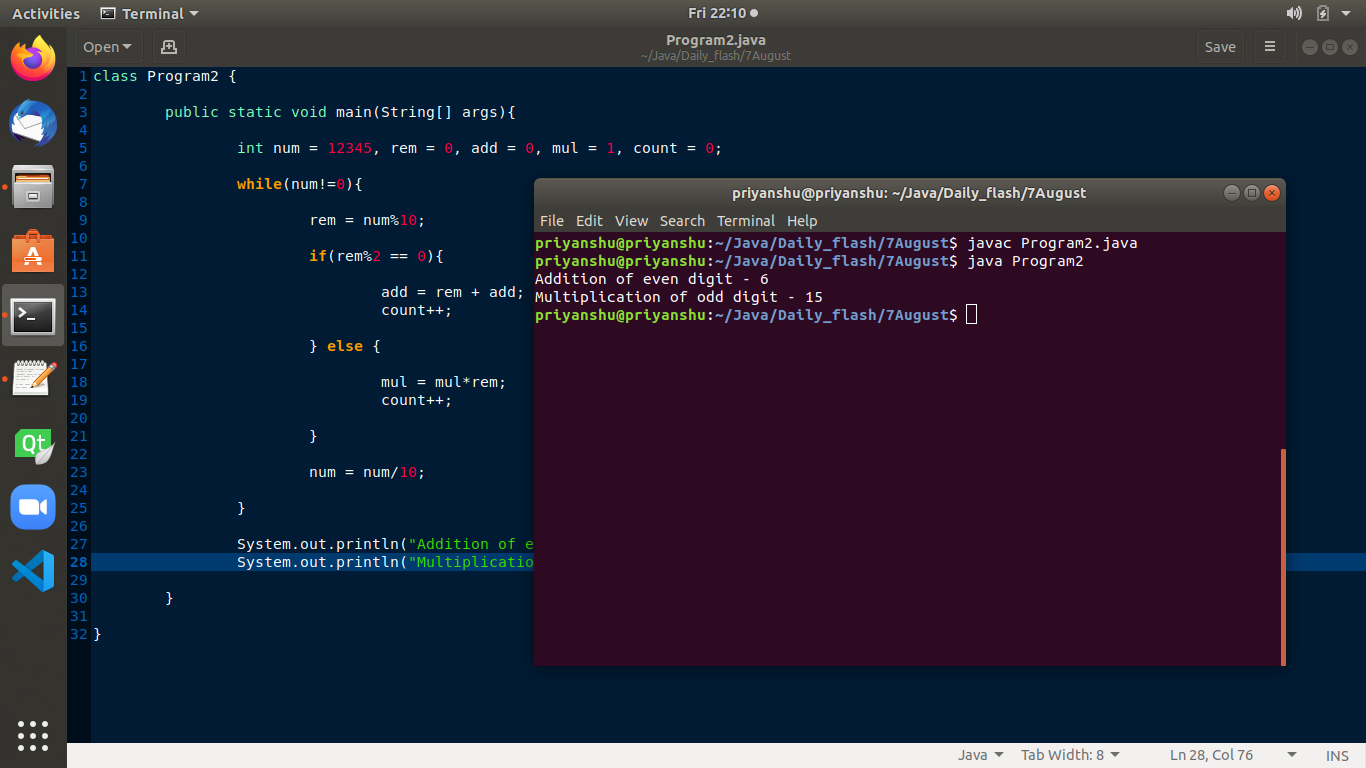 Activities Terminal Fri 22:10
Open Program2.java Save
~/Java/Daily_flash/7August
1 class Program2 {
2
3 public static void main(String[] args){
4
5 int num = 12345, rem = 0, add = 0, mul = 1, count = 0;
6
7 while(num!=0){
8
9 rem = num%10;
10
11 if(rem%2 == 0){
12
13 add = rem + add;
14 count++;
15
16 } else {
17
18 mul = mul*rem;
19 count++;
20
21 }
22
23 num = num/10;
24
25 }
26
27 System.out.println("Addition of e
28 System.out.println("Multiplicatio
29
30 }
31
32 }
priyanshu@priyanshu: ~/Java/Daily_flash/7August
File Edit View Search Terminal Help
priyanshu@priyanshu:~/Java/Daily_flash/7August$ javac Program2.java
priyanshu@priyanshu:~/Java/Daily_flash/7August$ java Program2
Addition of even digit - 6
Multiplication of odd digit - 15
priyanshu@priyanshu:~/Java/Daily_flash/7August$
Qt
Java Tab Width: 8 Ln 28, Col 76 INS